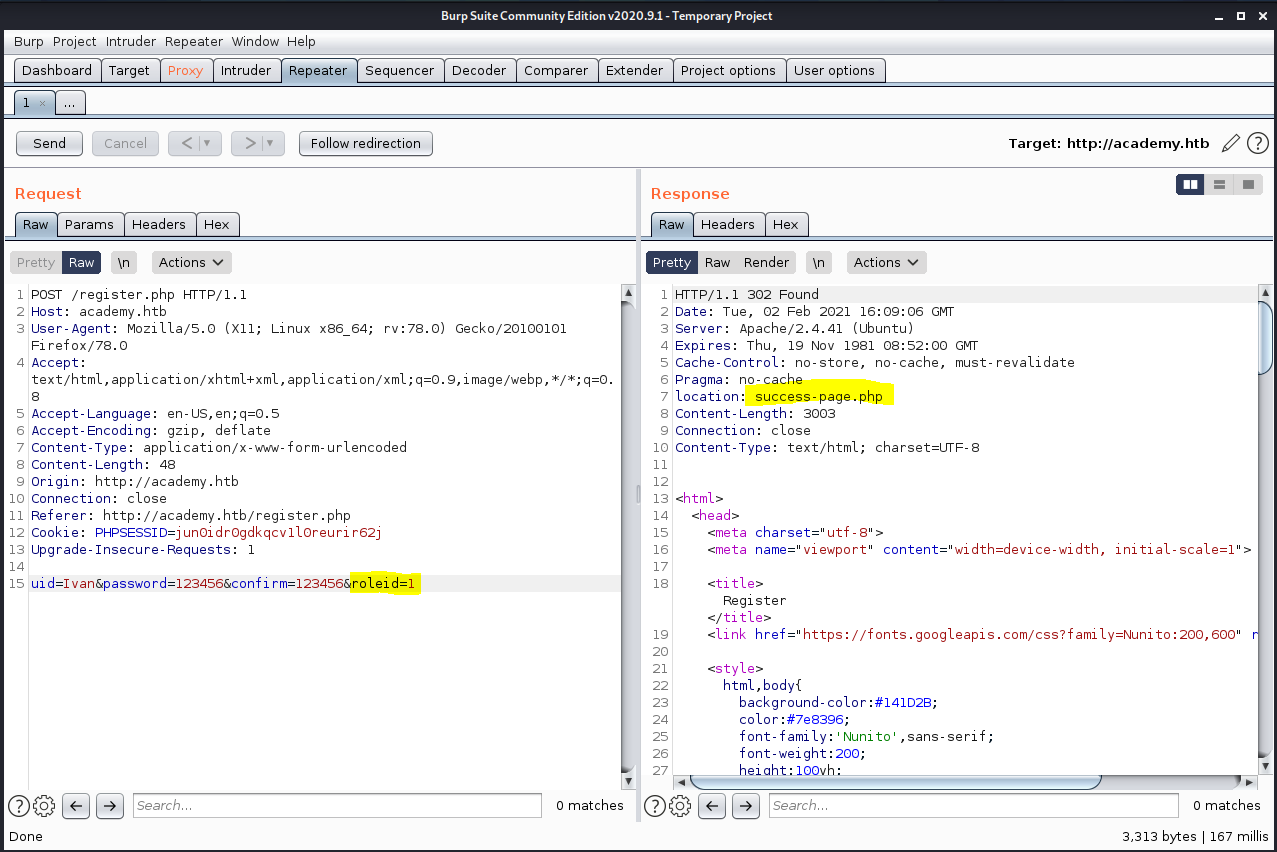 Burp Suite Community Edition v2020.9.1 - Temporary Project
Burp Project Intruder Repeater Window Help
Dashboard Target Proxy Intruder Repeater Sequencer Decoder Comparer Extender Project options User options
1 × ...
Send Cancel < > Follow redirection Target: http://academy.htb ?
Request
Raw Params Headers Hex
Pretty Raw \n Actions
1 POST /register.php HTTP/1.1
2 Host: academy.htb
3 User-Agent: Mozilla/5.0 (X11; Linux x86_64; rv:78.0) Gecko/20100101
Firefox/78.0
4 Accept:
text/html,application/xhtml+xml,application/xml;q=0.9,image/webp,*/*;q=0.
8
5 Accept-Language: en-US,en;q=0.5
6 Accept-Encoding: gzip, deflate
7 Content-Type: application/x-www-form-urlencoded
8 Content-Length: 48
9 Origin: http://academy.htb
10 Connection: close
11 Referer: http://academy.htb/register.php
12 Cookie: PHPSESSID=jun0idr0gdkqcv1l0reurir62j
13 Upgrade-Insecure-Requests: 1
14
15 uid=Ivan&password=123456&confirm=123456&roleid=1
? Search... 0 matches
Response
Raw Headers Hex
Pretty Raw Render \n Actions
1 HTTP/1.1 302 Found
2 Date: Tue, 02 Feb 2021 16:09:06 GMT
3 Server: Apache/2.4.41 (Ubuntu)
4 Expires: Thu, 19 Nov 1981 08:52:00 GMT
5 Cache-Control: no-store, no-cache, must-revalidate
6 Pragma: no-cache
7 location: success-page.php
8 Content-Length: 3003
9 Connection: close
10 Content-Type: text/html; charset=UTF-8
11
12
13 <html>
14 <head>
15 <meta charset="utf-8">
16 <meta name="viewport" content="width=device-width, initial-scale=1">
17
18 <title>
Register
</title>
19 <link href="https://fonts.googleapis.com/css?family=Nunito:200,600" r
20
21 <style>
22 html,body{
23 background-color:#141D2B;
24 color:#7e8396;
25 font-family:'Nunito',sans-serif;
26 font-weight:200;
27 height:100vh;
? Search... 0 matches
Done 3,313 bytes | 167 millis